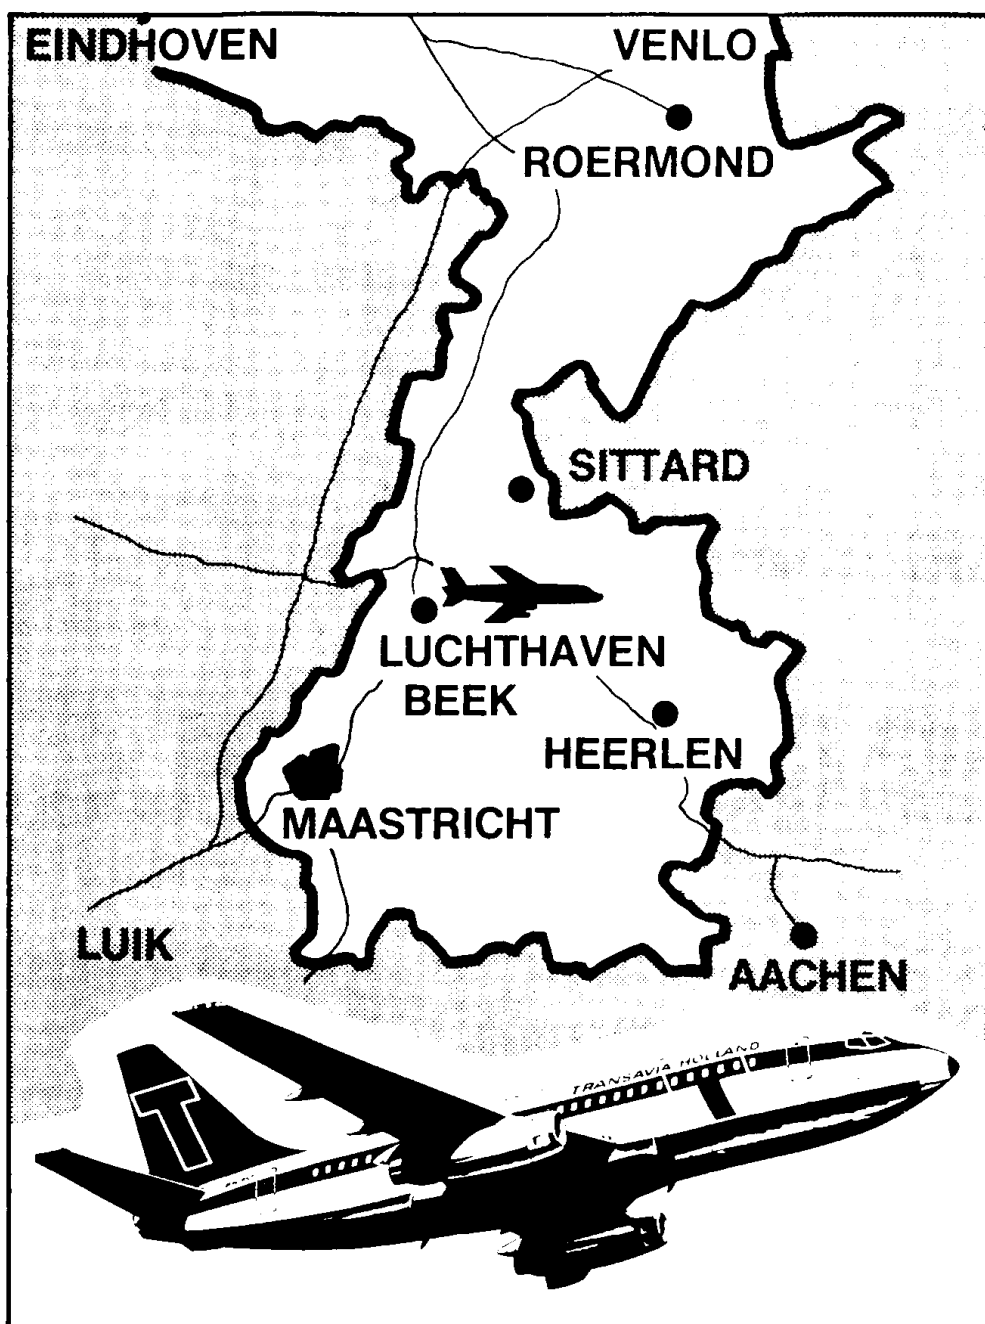 EINDHOVEN
VENLO
ROERMOND
SITTARD
LUCHTHAVEN
BEEK
HEERLEN
MAASTRICHT
LUIK
AACHEN
TRANSAVIA HOLLAND
T